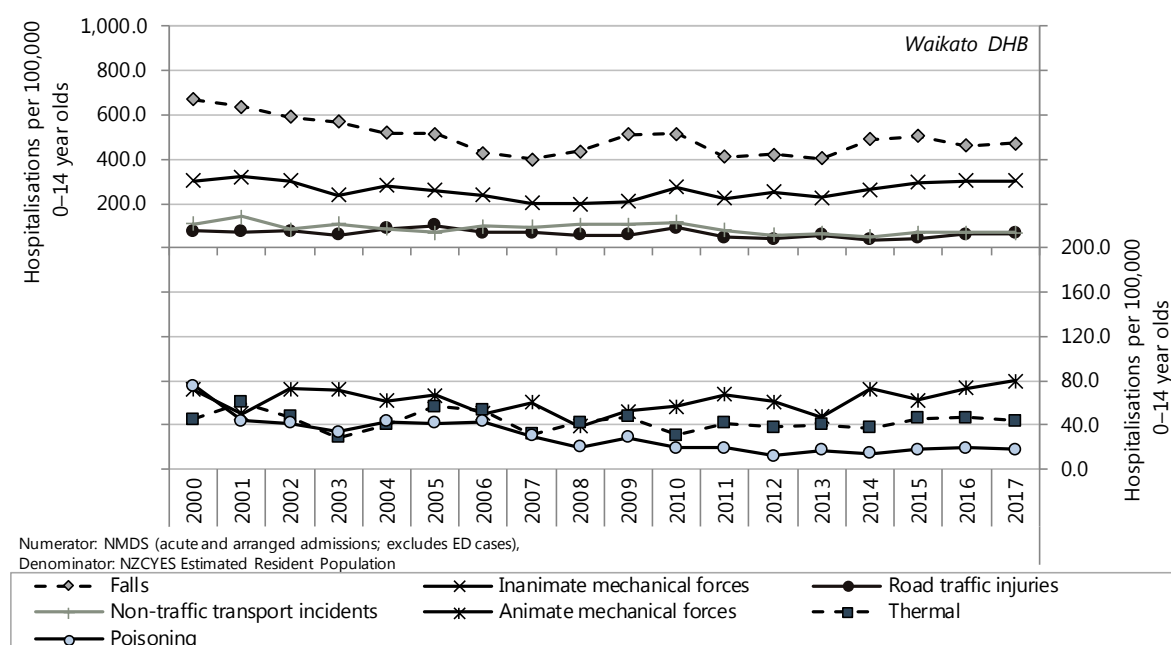 Hospitalisations per 100,000
0–14 year olds
1,000.0
800.0
600.0
400.0
200.0
Waikato DHB
200.0
160.0
120.0
80.0
40.0
0.0
Hospitalisations per 100,000
0–14 year olds
2000 2001 2002 2003 2004 2005 2006 2007 2008 2009 2010 2011 2012 2013 2014 2015 2016 2017
Numerator: NMDS (acute and arranged admissions; excludes ED cases),
Denominator: NZCYES Estimated Resident Population
Falls Inanimate mechanical forces Road traffic injuries
Non-traffic transport incidents Animate mechanical forces Thermal
Poisoning